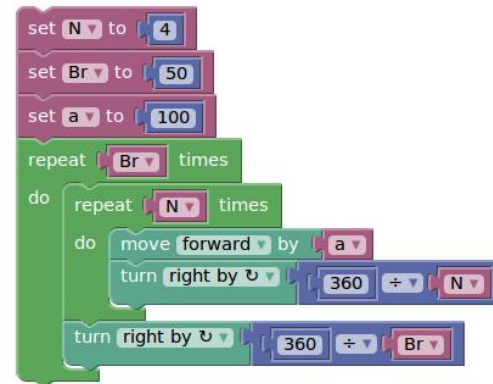 set N to 4
set Br to 50
set a to 100
repeat Br times
do repeat N times
do move forward by a
turn right by ↻ 360 ÷ N
turn right by ↻ 360 ÷ Br